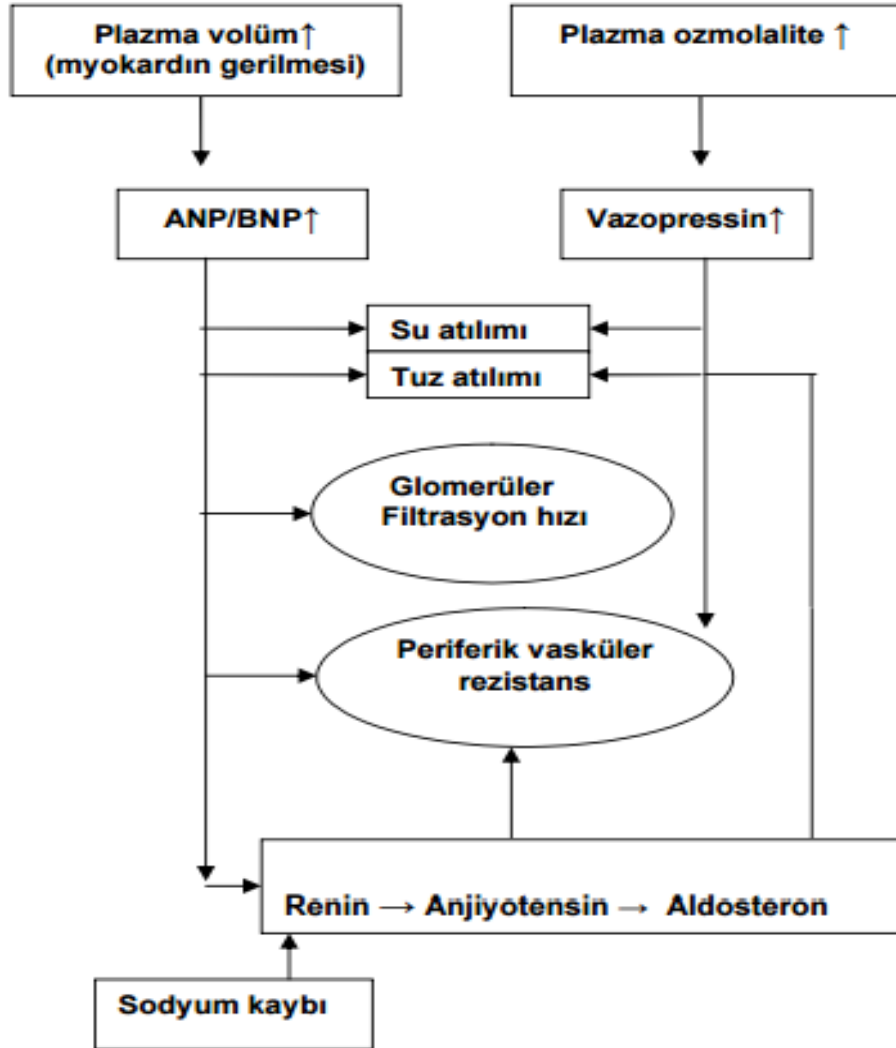 Plazma volüm↑
(myokardın gerilmesi)
Plazma ozmolalite ↑
ANP/BNP↑
Vazopressin↑
Su atılımı
Tuz atılımı
Glomerüler
Filtrasyon hızı
Periferik vasküler
rezistans
Renin → Anjiyotensin → Aldosteron
Sodyum kaybı